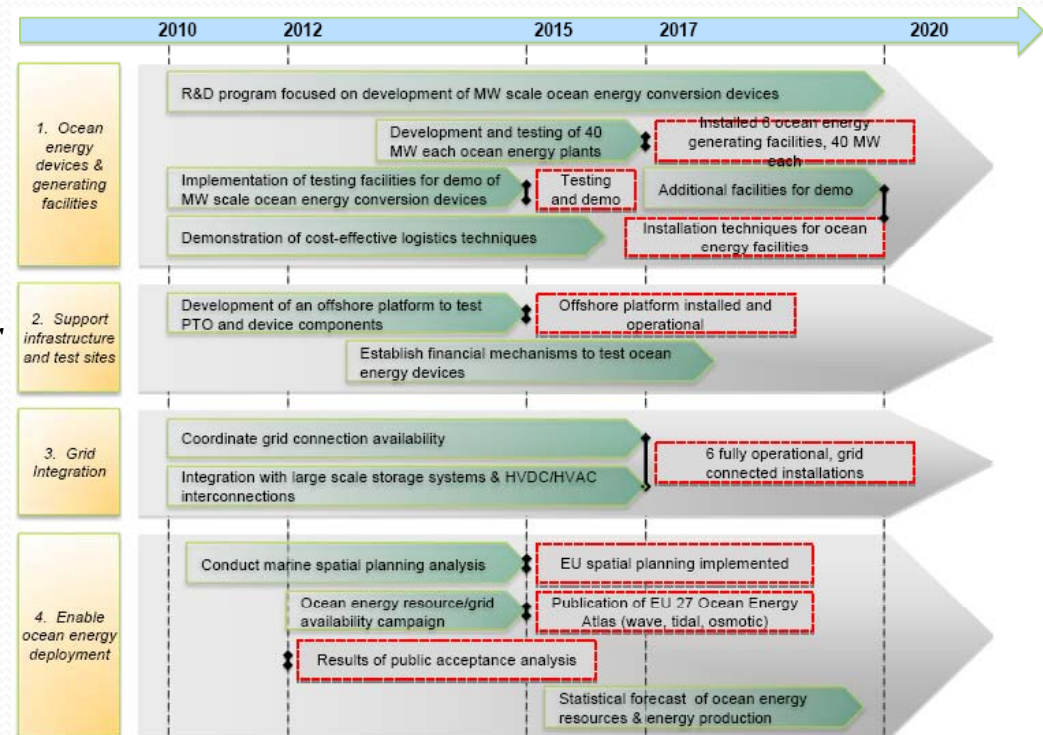 2010 2012 2015 2017 2020
1. Ocean
energy
devices &
generating
facilities
R&D program focused on development of MW scale ocean energy conversion devices
Development and testing of 40
MW each ocean energy plants
Installed 6 ocean energy
generating facilities, 40 MW
each
Implementation of testing facilities for demo of
MW scale ocean energy conversion devices
Testing
and demo
Additional facilities for demo
Demonstration of cost-effective logistics techniques
Installation techniques for ocean
energy facilities
2. Support
infrastructure
and test sites
Development of an offshore platform to test
PTO and device components
Offshore platform installed and
operational
Establish financial mechanisms to test ocean
energy devices
3. Grid
Integration
Coordinate grid connection availability
Integration with large scale storage systems & HVDC/HVAC
interconnections
6 fully operational, grid
connected installations
4. Enable
ocean energy
deployment
Conduct marine spatial planning analysis
EU spatial planning implemented
Ocean energy resource/grid
availability campaign
Publication of EU 27 Ocean Energy
Atlas (wave, tidal, osmotic)
Results of public acceptance analysis
Statistical forecast of ocean energy
resources & energy production